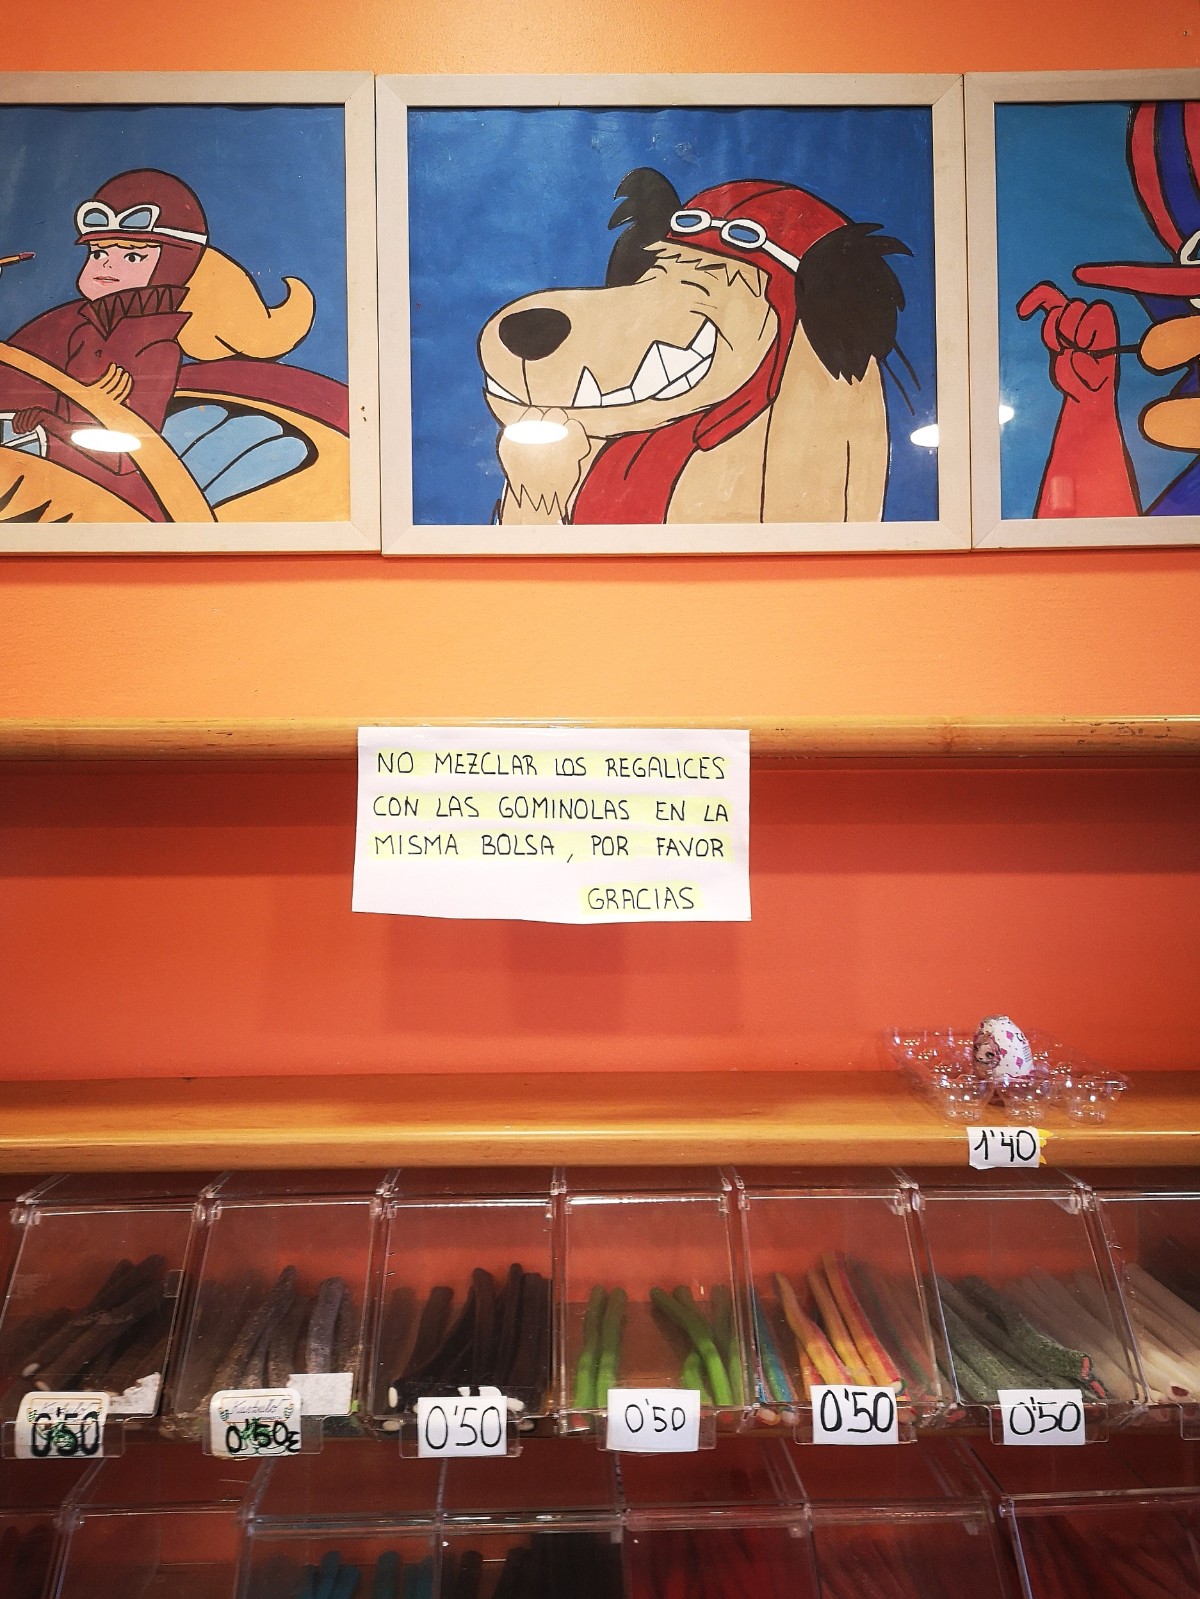 NO MEZCLAR LOS REGALICES
CON LAS GOMINOLAS EN LA
MISMA BOLSA, POR FAVOR
GRACIAS
1'40
0'50
0'50€
0'50
0'50
0'50
0'50